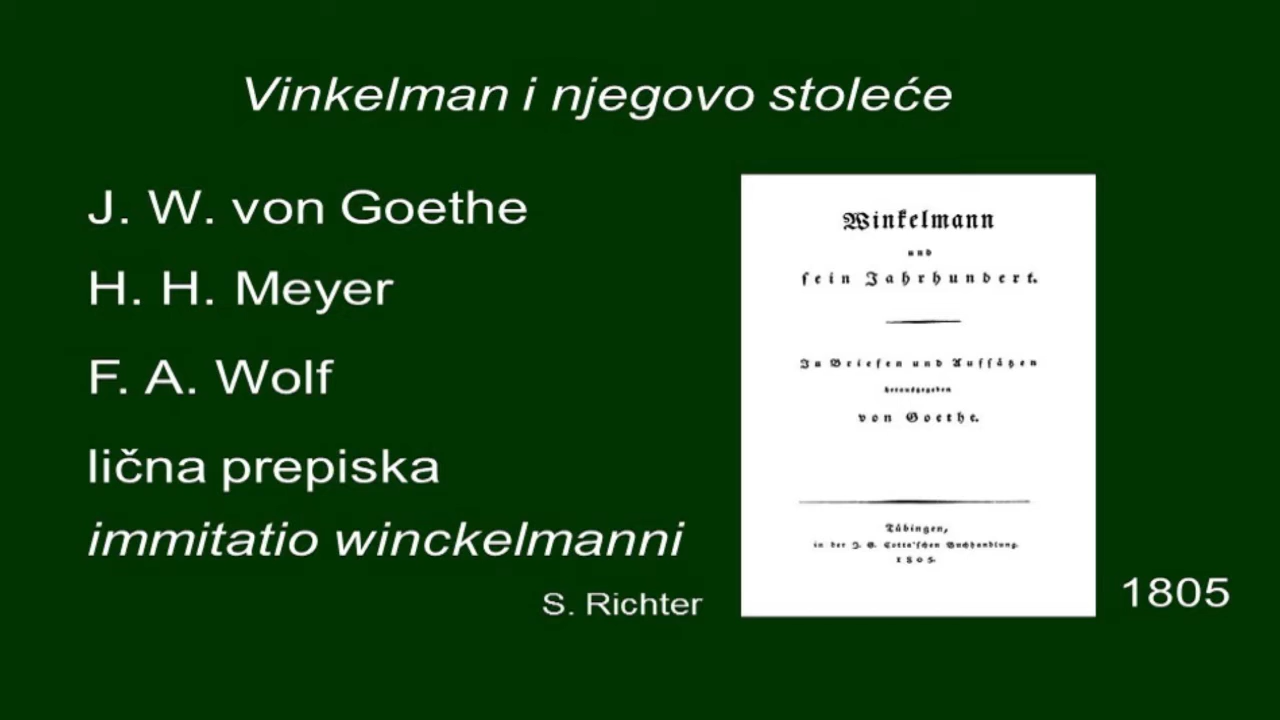 Vinkelman i njegovo stoleće
J. W. von Goethe
H. H. Meyer
F. A. Wolf
lična prepiska
immitatio winckelmanni
S. Richter
Winkelmann
und
sein Jahrhundert.
In Briefen und Aufsätzen
herausgegeben
von Goethe.
Tübingen,
in der J. G. Cotta'schen Buchhandlung.
1805.
1805